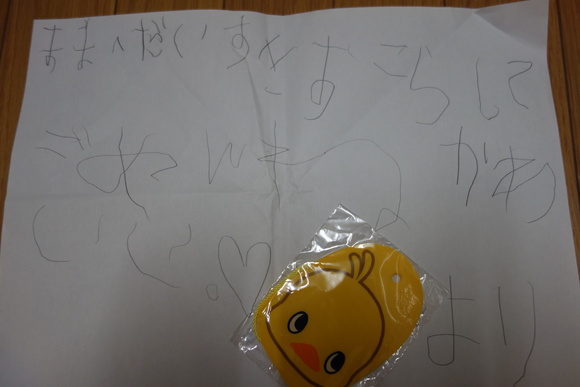 ままへだいすきおこらして
ごめんねかわ
いい♡より